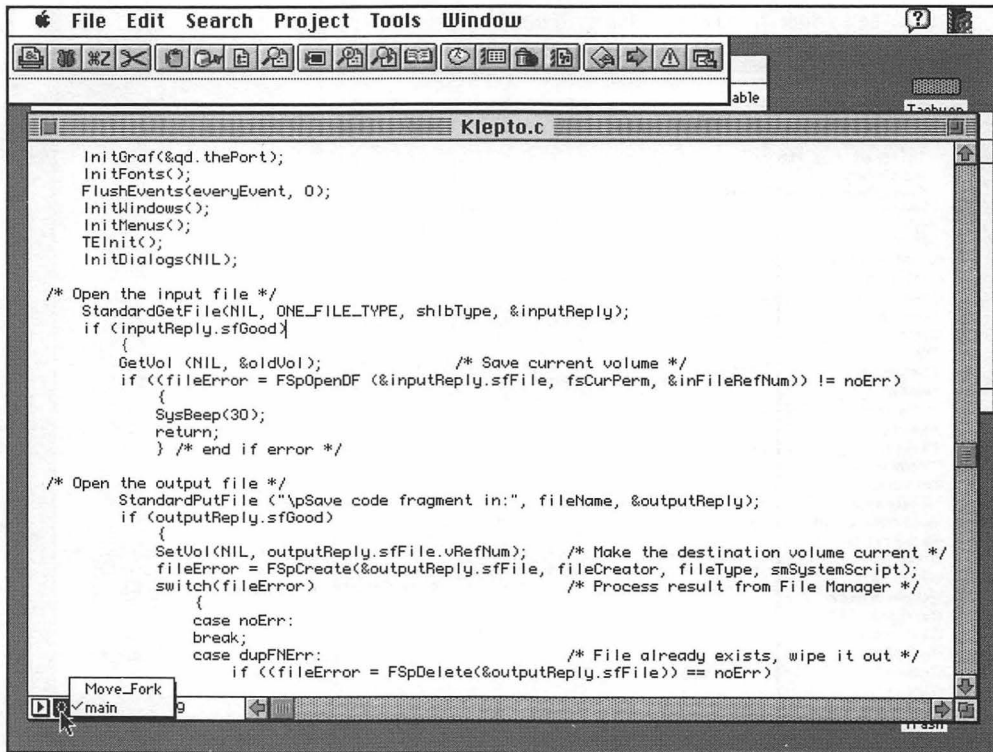 File Edit Search Project Tools Window
⌘Z
able
Klepto.c
InitGraf(&qd.thePort);
InitFonts();
FlushEvents(everyEvent, 0);
InitWindows();
InitMenus();
TEInit();
InitDialogs(NIL);
/* Open the input file */
StandardGetFile(NIL, ONE_FILE_TYPE, shlbType, &inputReply);
if (inputReply.sfGood)
{
GetVol (NIL, &oldVol); /* Save current volume */
if ((fileError = FSpOpenDF (&inputReply.sfFile, fsCurPerm, &inFileRefNum)) != noErr)
{
SysBeep(30);
return;
} /* end if error */
/* Open the output file */
StandardPutFile ("\pSave code fragment in:", fileName, &outputReply);
if (outputReply.sfGood)
{
SetVol(NIL, outputReply.sfFile.vRefNum); /* Make the destination volume current */
fileError = FSpCreate(&outputReply.sfFile, fileCreator, fileType, smSystemScript);
switch(fileError) /* Process result from File Manager */
{
case noErr:
break;
case dupFNErr: /* File already exists, wipe it out */
if ((fileError = FSpDelete(&outputReply.sfFile)) == noErr)
Move_Fork
✓main
9